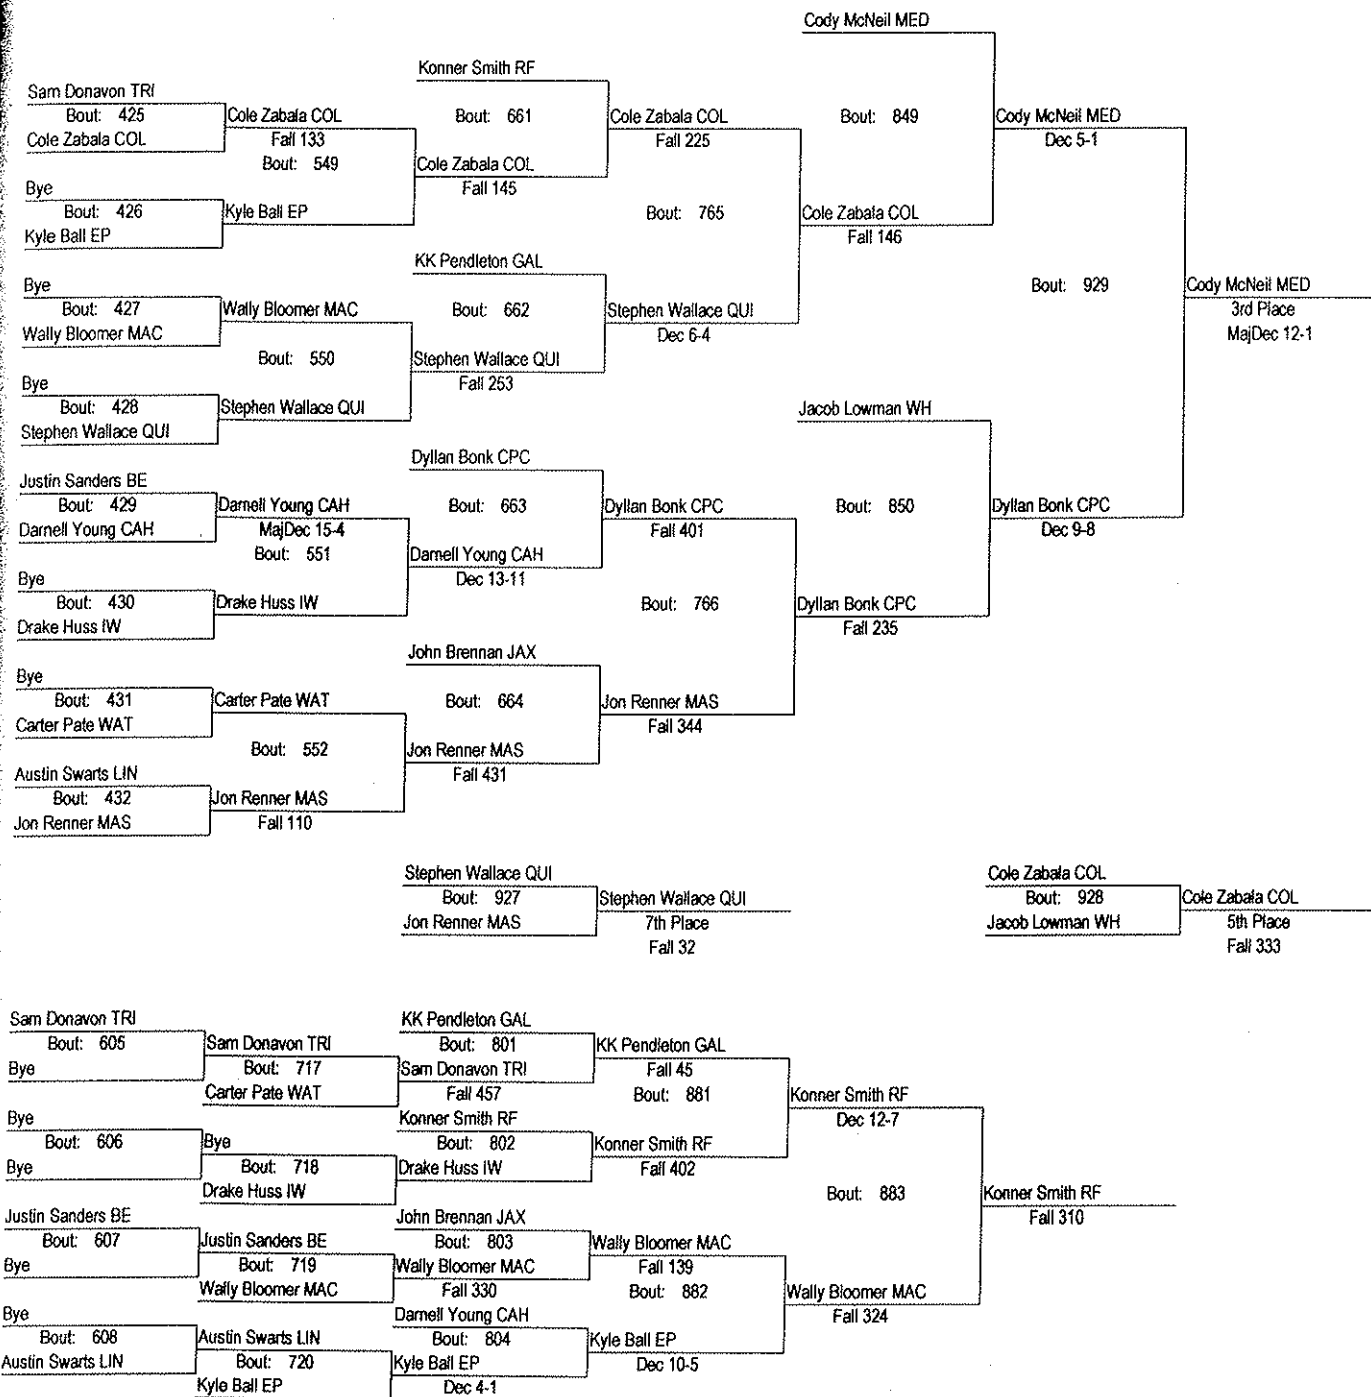 Cody McNeil MED
Konner Smith RF
Sam Donavon TRI
Bout: 425
Cole Zabala COL
Cole Zabala COL
Fall 133
Bout: 549
Bout: 661
Cole Zabala COL
Fall 225
Bout: 849
Cody McNeil MED
Dec 5-1
Cole Zabala COL
Fall 145
Bye
Bout: 426
Kyle Ball EP
Kyle Ball EP
Bout: 765
Cole Zabala COL
Fall 146
KK Pendleton GAL
Bye
Bout: 427
Wally Bloomer MAC
Wally Bloomer MAC
Bout: 662
Stephen Wallace QUI
Dec 6-4
Bout: 929
Cody McNeil MED
3rd Place
MajDec 12-1
Bout: 550
Stephen Wallace QUI
Fall 253
Bye
Bout: 428
Stephen Wallace QUI
Stephen Wallace QUI
Jacob Lowman WH
Dyllan Bonk CPC
Justin Sanders BE
Bout: 429
Darnell Young CAH
Darnell Young CAH
MajDec 15-4
Bout: 551
Bout: 663
Dyllan Bonk CPC
Fall 401
Bout: 850
Dyllan Bonk CPC
Dec 9-8
Darnell Young CAH
Dec 13-11
Bye
Bout: 430
Drake Huss IW
Drake Huss IW
Bout: 766
Dyllan Bonk CPC
Fall 235
John Brennan JAX
Bye
Bout: 431
Carter Pate WAT
Carter Pate WAT
Bout: 664
Jon Renner MAS
Fall 344
Bout: 552
Jon Renner MAS
Fall 431
Austin Swarts LIN
Bout: 432
Jon Renner MAS
Jon Renner MAS
Fall 110
Stephen Wallace QUI
Bout: 927
Jon Renner MAS
Stephen Wallace QUI
7th Place
Fall 32
Cole Zabala COL
Bout: 928
Jacob Lowman WH
Cole Zabala COL
5th Place
Fall 333
Sam Donavon TRI
Bout: 605
Bye
Sam Donavon TRI
Bout: 717
Carter Pate WAT
KK Pendleton GAL
Bout: 801
Sam Donavon TRI
Fall 457
KK Pendleton GAL
Fall 45
Bout: 881
Konner Smith RF
Dec 12-7
Bye
Bout: 606
Bye
Bye
Bout: 718
Drake Huss IW
Konner Smith RF
Bout: 802
Drake Huss IW
Konner Smith RF
Fall 402
Bout: 883
Konner Smith RF
Fall 310
Justin Sanders BE
Bout: 607
Bye
Justin Sanders BE
Bout: 719
Wally Bloomer MAC
John Brennan JAX
Bout: 803
Wally Bloomer MAC
Fall 330
Wally Bloomer MAC
Fall 139
Bout: 882
Wally Bloomer MAC
Fall 324
Bye
Bout: 608
Austin Swarts LIN
Austin Swarts LIN
Bout: 720
Kyle Ball EP
Darnell Young CAH
Bout: 804
Kyle Ball EP
Dec 4-1
Kyle Ball EP
Dec 10-5